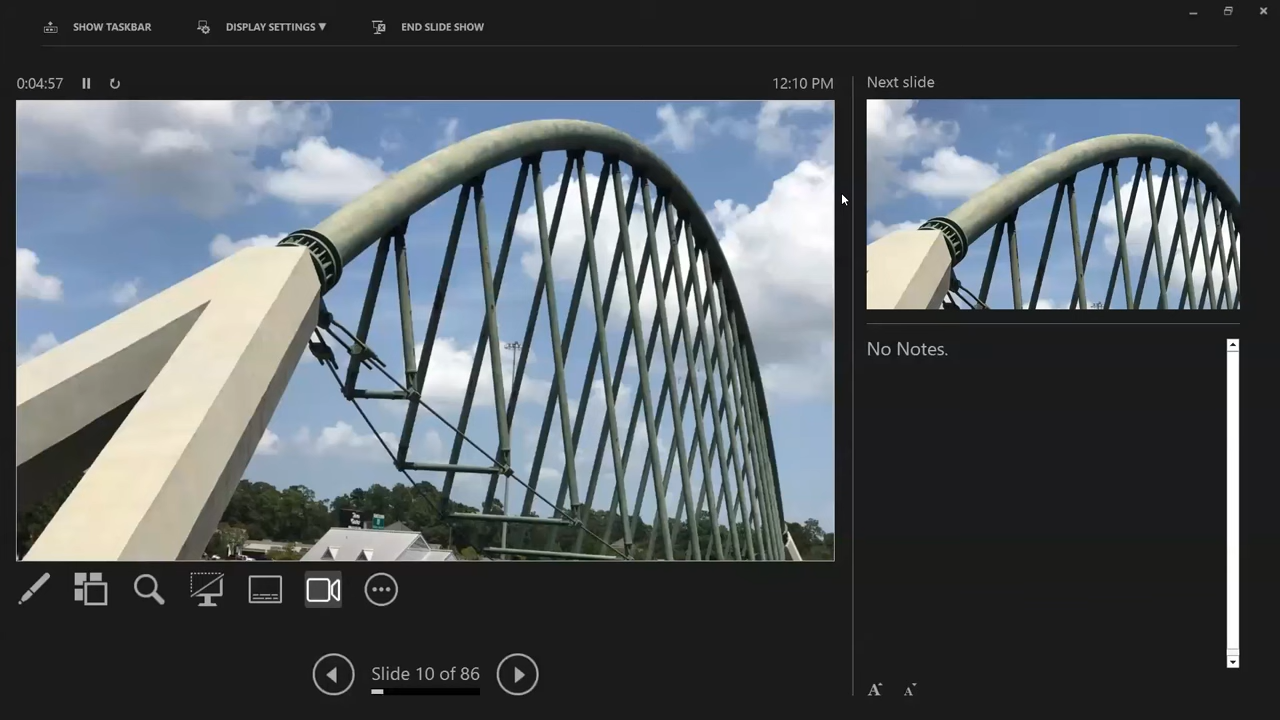 SHOW TASKBAR
DISPLAY SETTINGS ▼
END SLIDE SHOW
0:04:57
12:10 PM
Next slide
No Notes.
Slide 10 of 86
A A